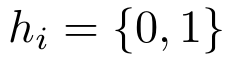 h_i = {0, 1}